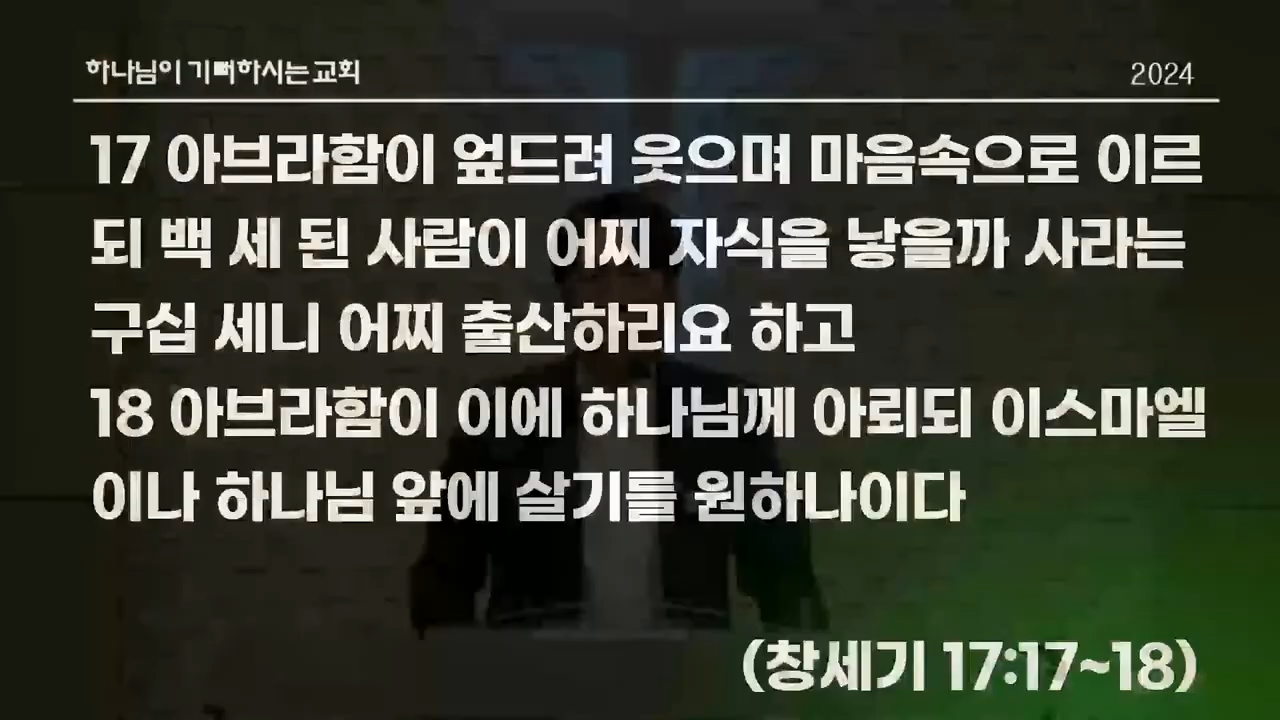 하나님이 기뻐하시는교회
2024
17 아브라함이 엎드려 웃으며 마음속으로 이르
되 백 세 된 사람이 어찌 자식을 낳을까 사라는
구십 세니 어찌 출산하리요 하고
18 아브라함이 이에 하나님께 아뢰되 이스마엘
이나 하나님 앞에 살기를 원하나이다
(창세기 17:17~18)